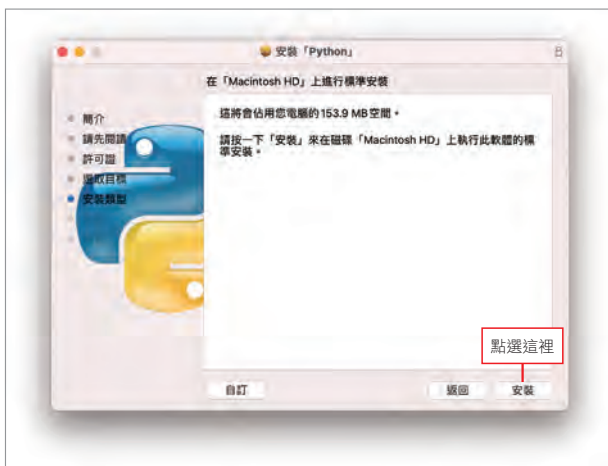 安裝「Python」
在「Macintosh HD」上進行標準安裝
簡介
請先閱讀
許可證
選取目標
安裝類型
這將會佔用您電腦的153.9 MB空間。
請按一下「安裝」來在磁碟「Macintosh HD」上執行此軟體的標
準安裝。
點選這裡
自訂
返回
安裝